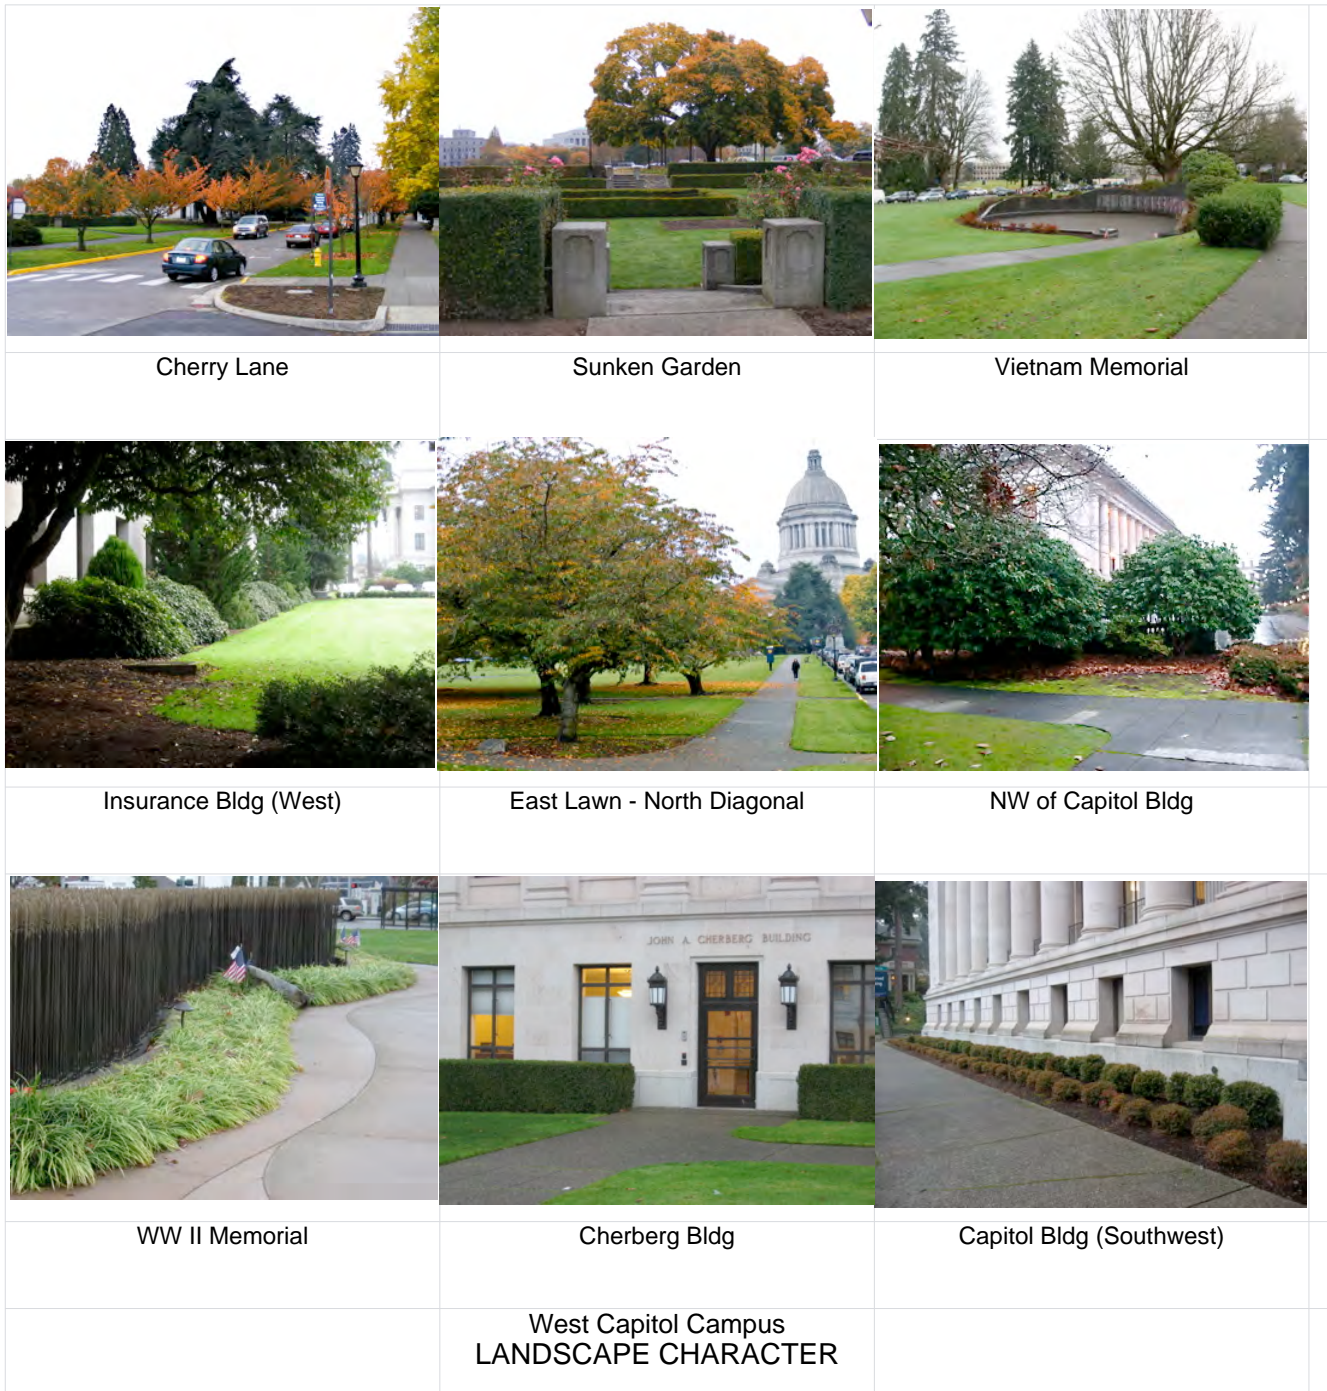 Cherry Lane
Sunken Garden
Vietnam Memorial
Insurance Bldg (West)
East Lawn - North Diagonal
NW of Capitol Bldg
JOHN A. CHERBERG BUILDING
WW II Memorial
Cherberg Bldg
Capitol Bldg (Southwest)
West Capitol Campus
LANDSCAPE CHARACTER